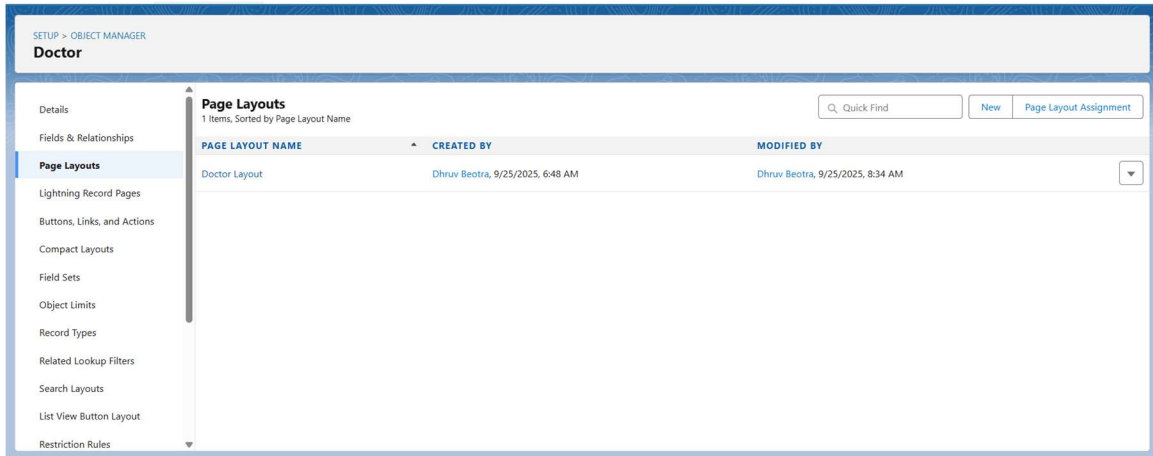 SETUP > OBJECT MANAGER
Doctor
Details
Fields & Relationships
Page Layouts
Lightning Record Pages
Buttons, Links, and Actions
Compact Layouts
Field Sets
Object Limits
Record Types
Related Lookup Filters
Search Layouts
List View Button Layout
Restriction Rules
Page Layouts
1 Items, Sorted by Page Layout Name
Quick Find
New
Page Layout Assignment
PAGE LAYOUT NAME CREATED BY MODIFIED BY
Doctor Layout Dhruv Beotra, 9/25/2025, 6:48 AM Dhruv Beotra, 9/25/2025, 8:34 AM